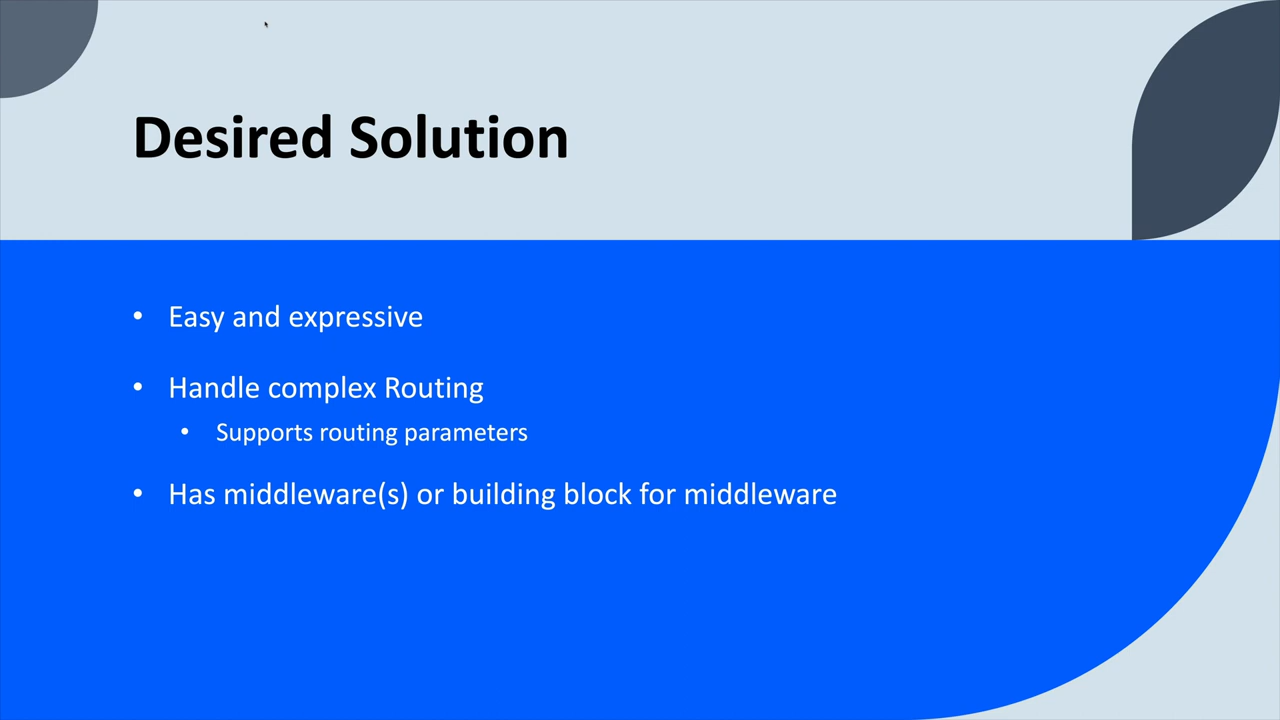 Desired Solution
• Easy and expressive
• Handle complex Routing
• Supports routing parameters
• Has middleware(s) or building block for middleware